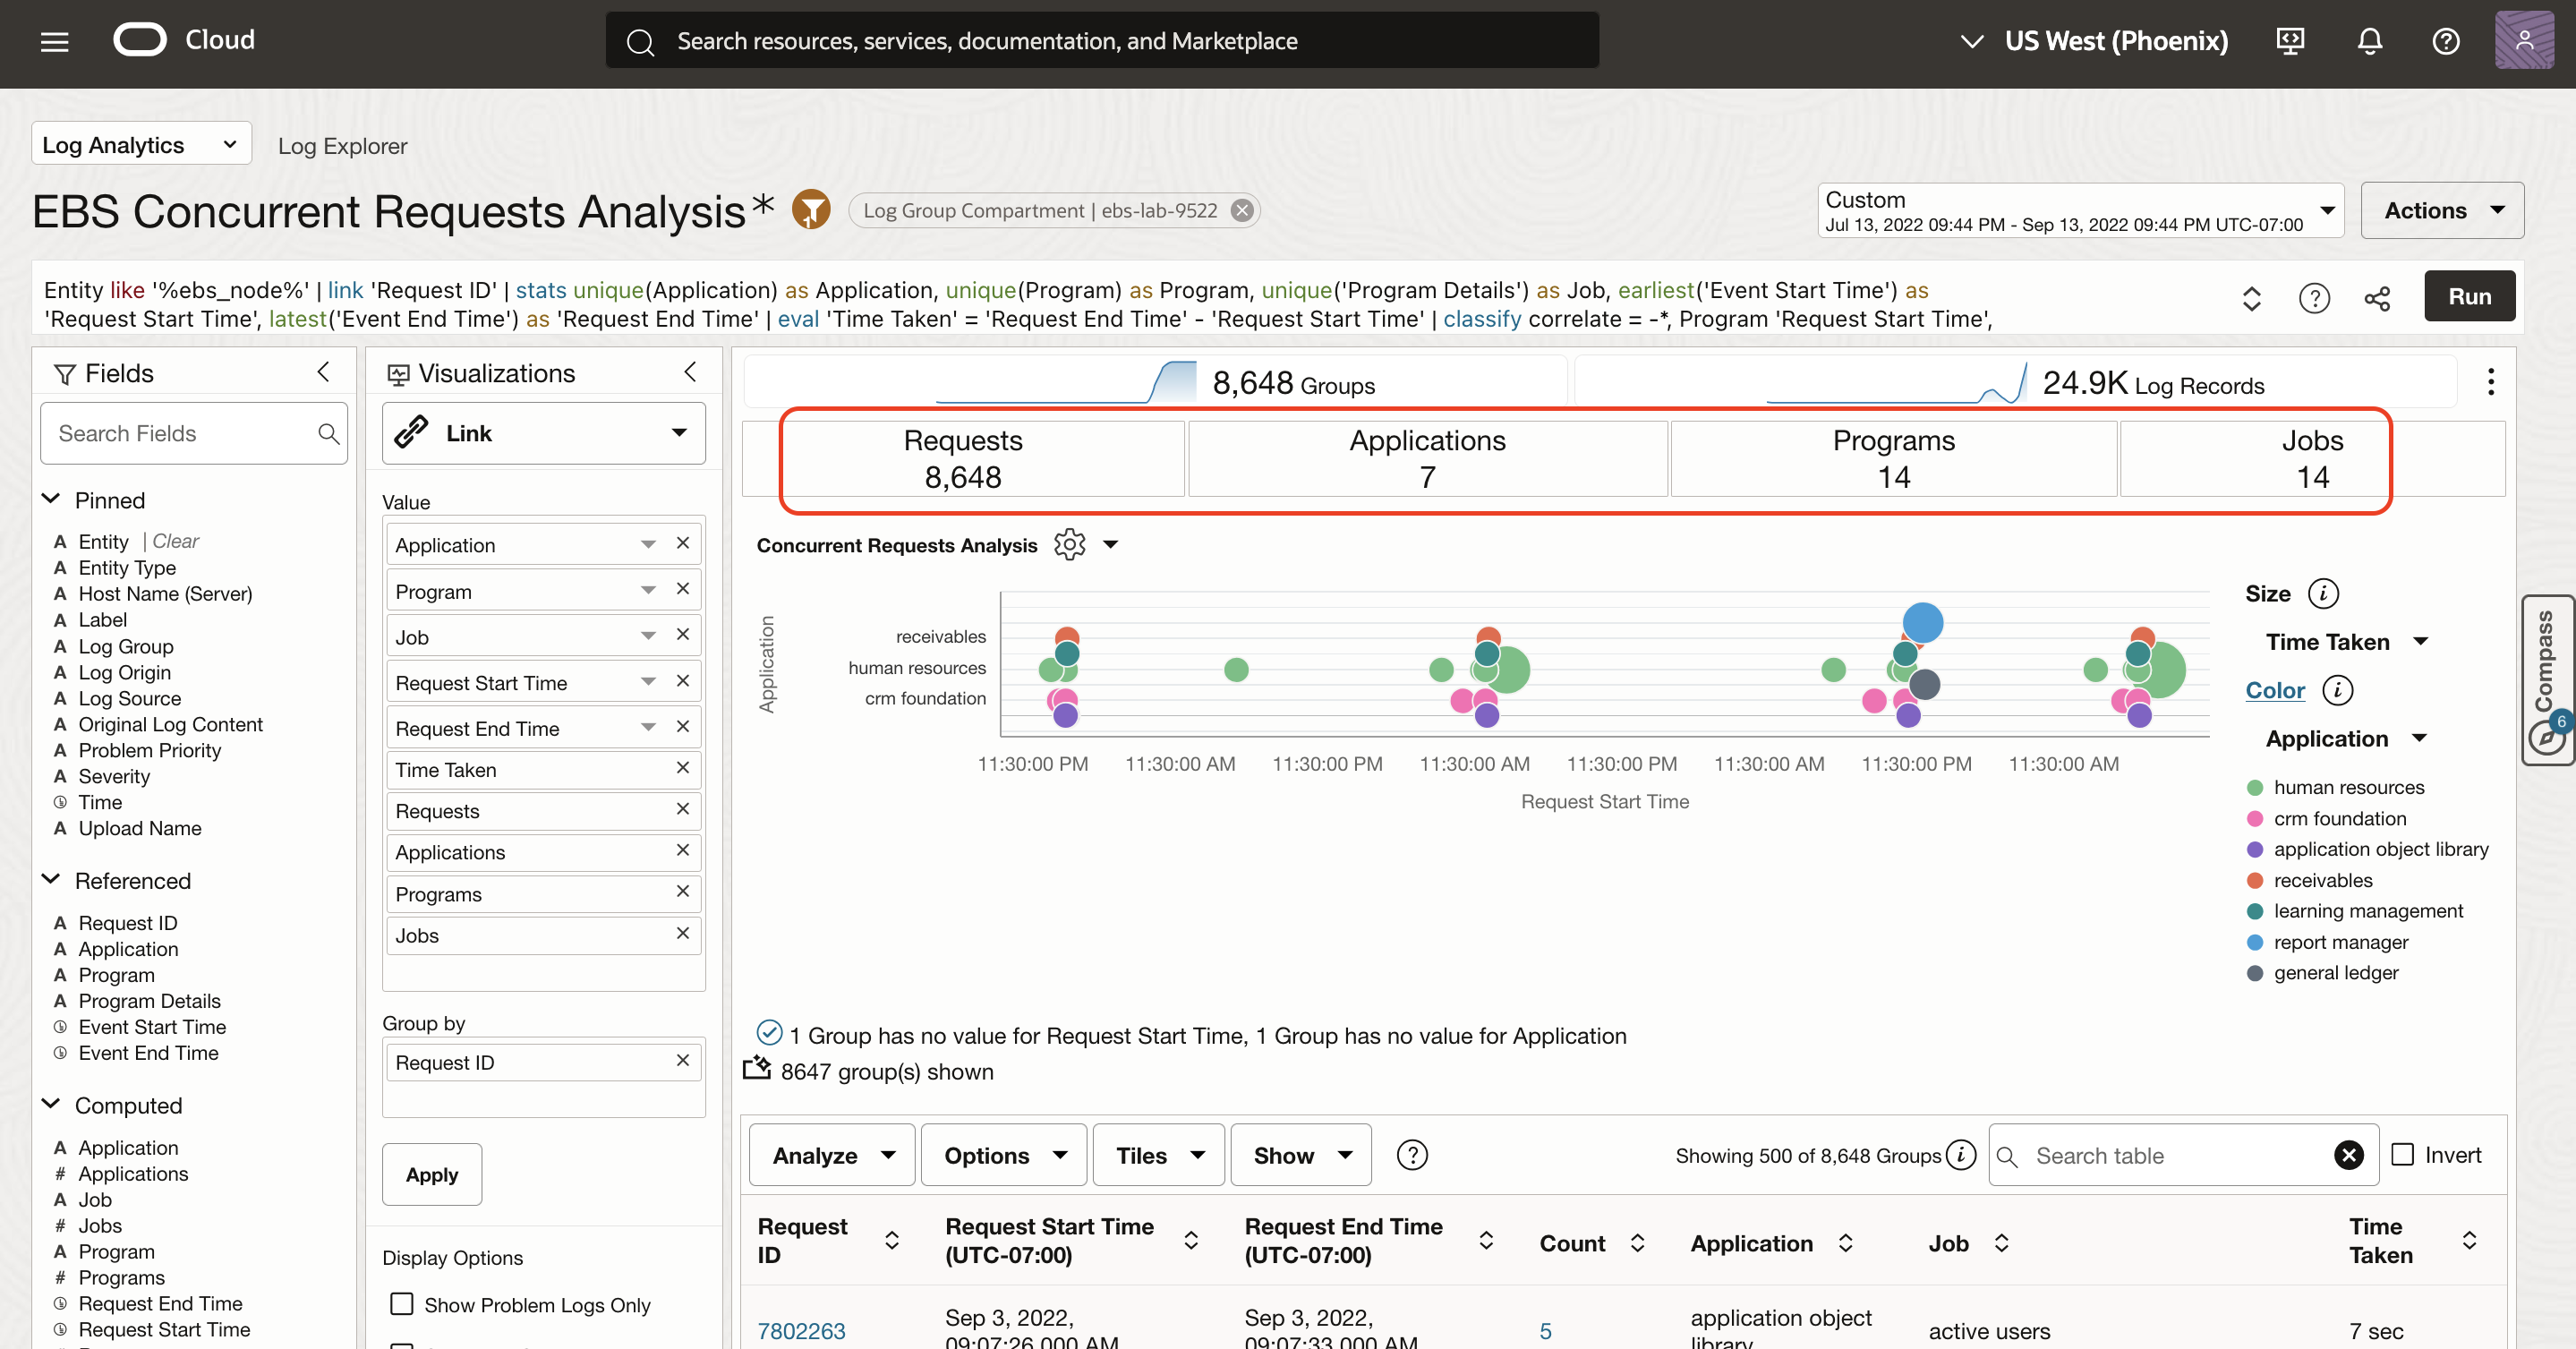 Cloud
Search resources, services, documentation, and Marketplace
US West (Phoenix)
Log Analytics
Log Explorer
EBS Concurrent Requests Analysis*
1
Log Group Compartment | ebs-lab-9522
Custom
Jul 13, 2022 09:44 PM - Sep 13, 2022 09:44 PM UTC-07:00
Actions
Entity like '%ebs_node%' | link 'Request ID' | stats unique(Application) as Application, unique(Program) as Program, unique('Program Details') as Job, earliest('Event Start Time') as
'Request Start Time', latest('Event End Time') as 'Request End Time' | eval 'Time Taken' = 'Request End Time' - 'Request Start Time' | classify correlate = -*, Program 'Request Start Time',
Run
Fields
Search Fields
Pinned
A Entity | Clear
A Entity Type
A Host Name (Server)
A Label
A Log Group
A Log Origin
A Log Source
A Original Log Content
A Problem Priority
A Severity
Time
A Upload Name
Referenced
A Request ID
A Application
A Program
A Program Details
Event Start Time
Event End Time
Computed
A Application
# Applications
A Job
# Jobs
A Program
# Programs
Request End Time
Request Start Time
Visualizations
Link
Value
Application
Program
Job
Request Start Time
Request End Time
Time Taken
Requests
Applications
Programs
Jobs
Group by
Request ID
Apply
Display Options
Show Problem Logs Only
8,648 Groups
24.9K Log Records
Requests
8,648
Applications
7
Programs
14
Jobs
14
Concurrent Requests Analysis
Application
receivables
human resources
crm foundation
11:30:00 PM 11:30:00 AM 11:30:00 PM 11:30:00 AM 11:30:00 PM 11:30:00 AM 11:30:00 PM 11:30:00 AM
Request Start Time
Size
Time Taken
Color
Application
human resources
crm foundation
application object library
receivables
learning management
report manager
general ledger
Compass
6
1 Group has no value for Request Start Time, 1 Group has no value for Application
8647 group(s) shown
Analyze
Options
Tiles
Show
Showing 500 of 8,648 Groups
Search table
Invert
Request ID
Request Start Time (UTC-07:00)
Request End Time (UTC-07:00)
Count
Application
Job
Time Taken
7802263
Sep 3, 2022,
09:07:26.000 AM
Sep 3, 2022,
09:07:33.000 AM
5
application object
library
active users
7 sec